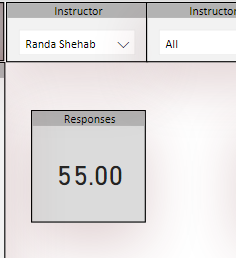 Instructor
Instructor
Randa Shehab
All
Responses
55.00